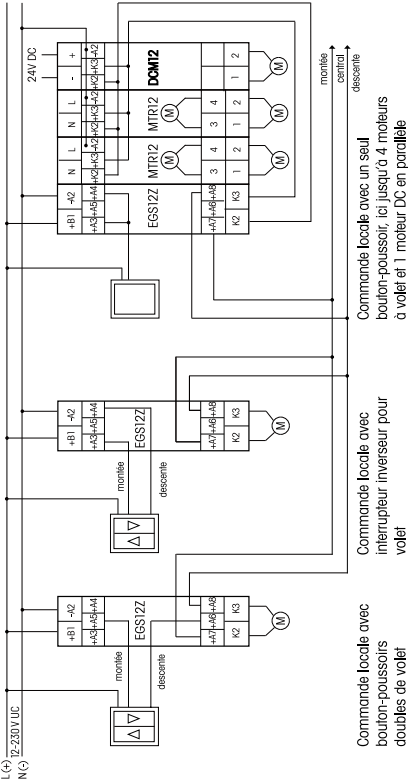 L(+)
12-230 V UC
N(-)
+B1 -A2
+A3+A5+A4
EGS12Z
montée
descente
+A7+A6+A8
K2 K3
M
Commande locale avec
bouton-poussoirs
doubles de volet
+B1 -A2
+A3+A5+A4
EGS12Z
montée
descente
+A7+A6+A8
K2 K3
M
Commande locale avec
interrupteur inverseur pour
volet
+B1 -A2
+A3+A5+A4
EGS12Z
+A7+A6+A8
K2 K3
N L
+K2+K3-A2
MTR12
M
3 4
1 2
N L
+K2+K3-A2
MTR12
M
3 4
1 2
24V DC
- +
+K2+K3-A2
DCM12
1 2
M
montée
central
descente
Commande locale avec un seul
bouton-poussoir, ici jusqu'à 4 moteurs
à volet et 1 moteur DC en parallèle